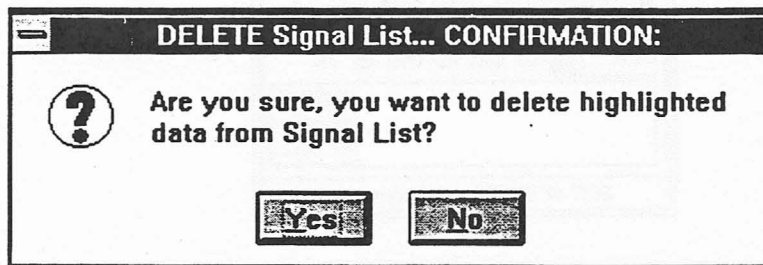 DELETE Signal List... CONFIRMATION:
Are you sure, you want to delete highlighted
data from Signal List?
Yes
No